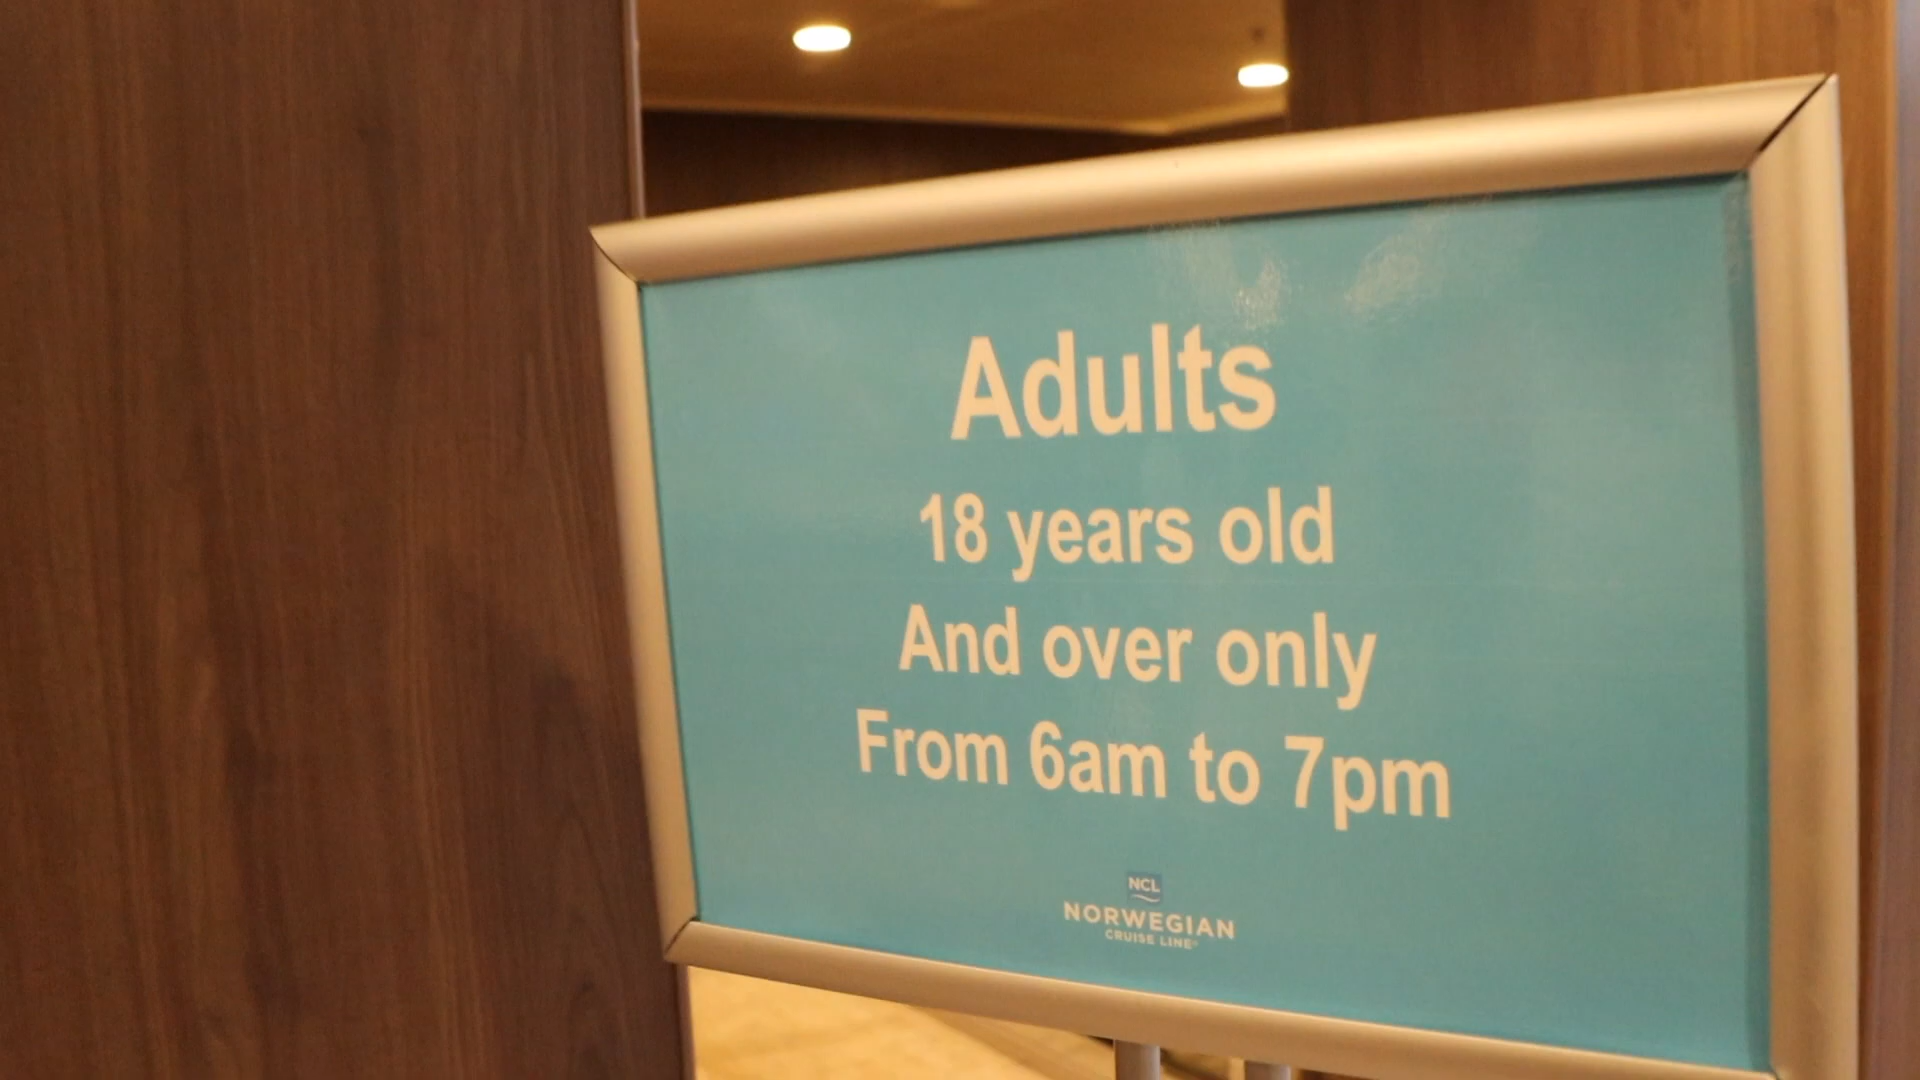 Adults
18 years old
And over only
From 6am to 7pm
NCL
NORWEGIAN
CRUISE LINE®